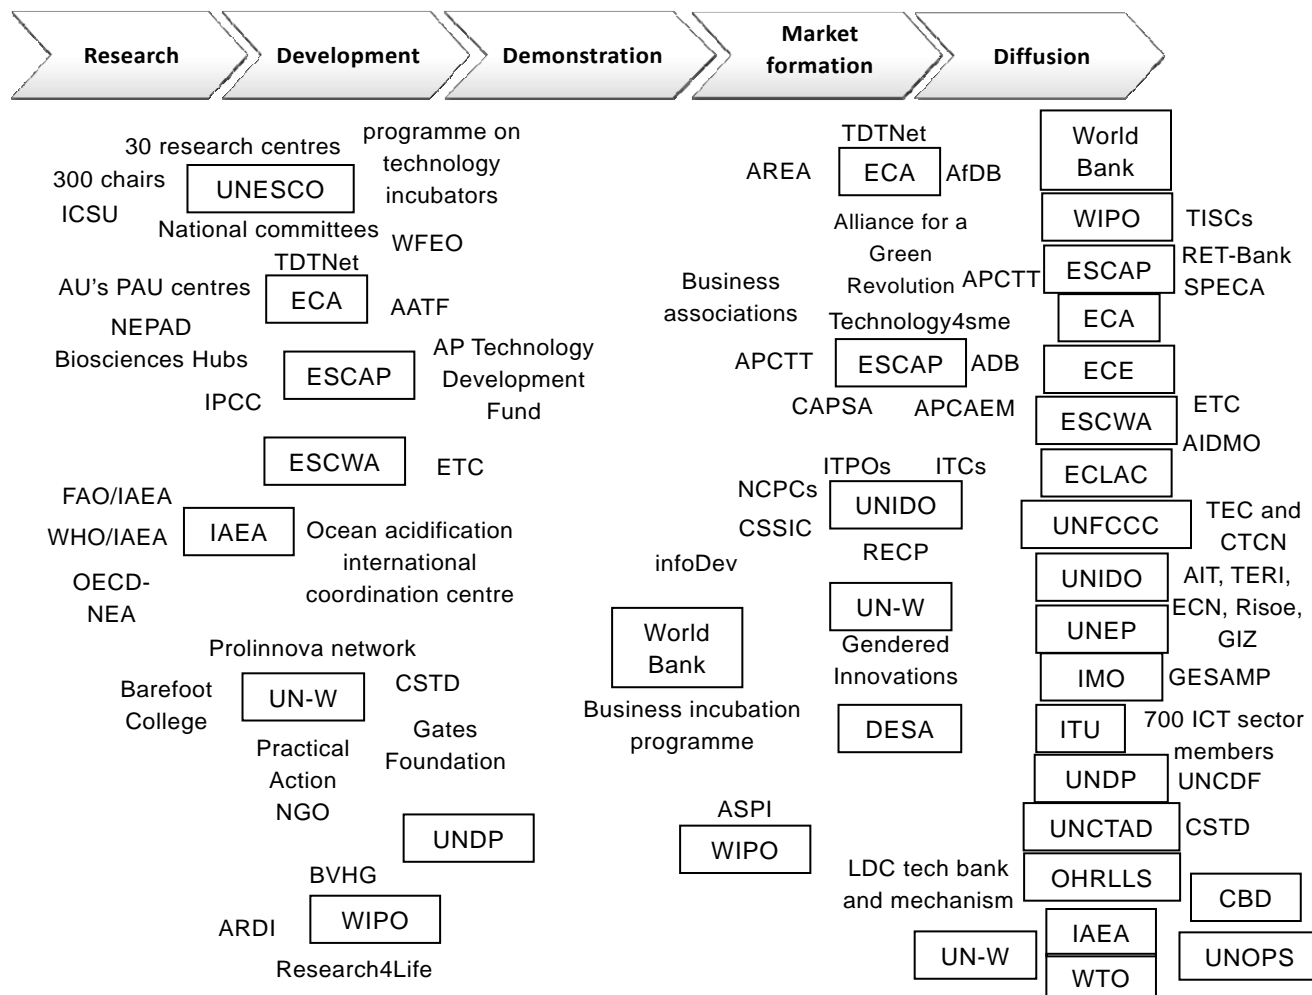 Research
Development
Demonstration
Market
formation
Diffusion
30 research centres
300 chairs
ICSU
UNESCO
programme on
technology
incubators
National committees
WFEO
TDTNet
AU's PAU centres
ECA
AATF
NEPAD
Biosciences Hubs
ESCAP
AP Technology
Development
Fund
IPCC
ESCWA
ETC
FAO/IAEA
WHO/IAEA
IAEA
Ocean acidification
international
coordination centre
OECD-
NEA
Prolinnova network
Barefoot
College
UN-W
CSTD
Gates
Foundation
Practical
Action
NGO
UNDP
BVHG
ARDI
WIPO
Research4Life
infoDev
World
Bank
Business incubation
programme
ASPI
WIPO
TDTNet
AREA
ECA
AfDB
Alliance for a
Green
Revolution
Business
associations
Technology4sme
APCTT
ESCAP
ADB
CAPSA
APCAEM
ITPOs
ITCs
NCPCs
CSSIC
UNIDO
RECP
UN-W
Gendered
Innovations
DESA
World
Bank
WIPO
TISCs
APCTT
ESCAP
RET-Bank
SPECA
ECA
ECE
ESCWA
ETC
AIDMO
ECLAC
UNFCCC
TEC and
CTCN
UNIDO
AIT, TERI,
ECN, Risoe,
GIZ
UNEP
IMO
GESAMP
ITU
700 ICT sector
members
UNDP
UNCDF
UNCTAD
CSTD
LDC tech bank
and mechanism
OHRLLS
CBD
IAEA
UN-W
UNOPS
WTO